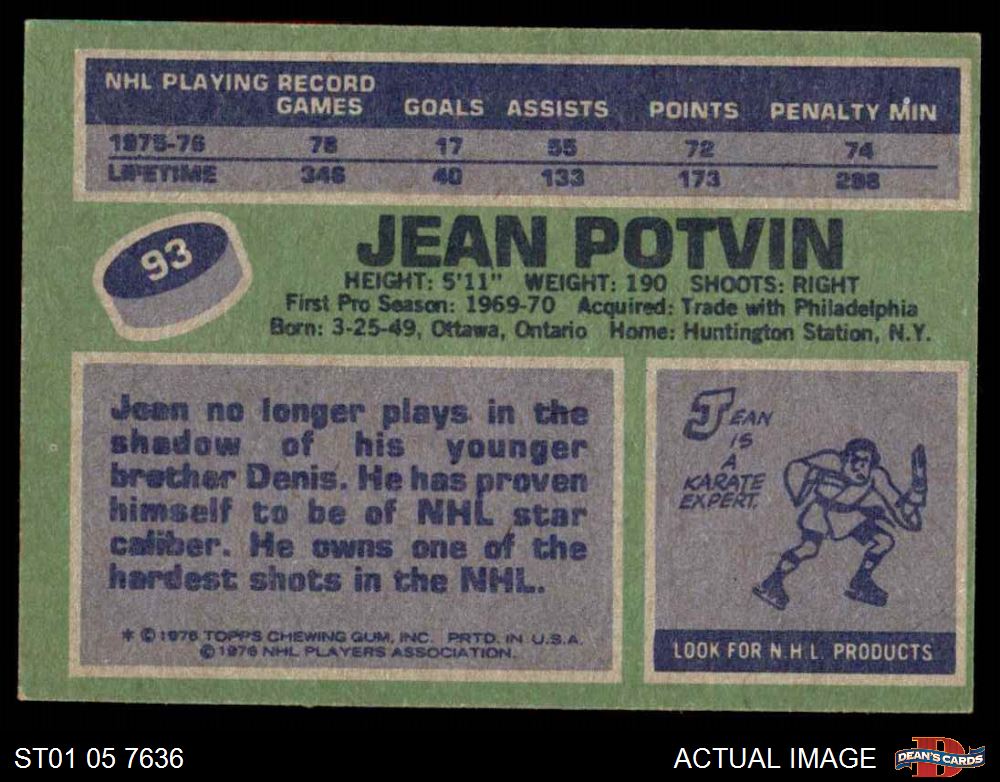 NHL PLAYING RECORD
GAMES GOALS ASSISTS POINTS PENALTY MIN
1975-76 78 17 55 72 74
LIFETIME 346 40 133 173 298
93
JEAN POTVIN
HEIGHT: 5'11" WEIGHT: 190 SHOOTS: RIGHT
First Pro Season: 1969-70 Acquired: Trade with Philadelphia
Born: 3-25-49, Ottawa, Ontario Home: Huntington Station, N.Y.
Jean no longer plays in the
shadow of his younger
brother Denis. He has proven
himself to be of NHL star
caliber. He owns one of the
hardest shots in the NHL.
* © 1976 TOPPS CHEWING GUM, INC. PRTD. IN U.S.A.
© 1976 NHL PLAYERS ASSOCIATION.
JEAN
IS
A
KARATE
EXPERT.
LOOK FOR N.H.L. PRODUCTS
ST01 05 7636
ACTUAL IMAGE
D
DEAN'S CARDS